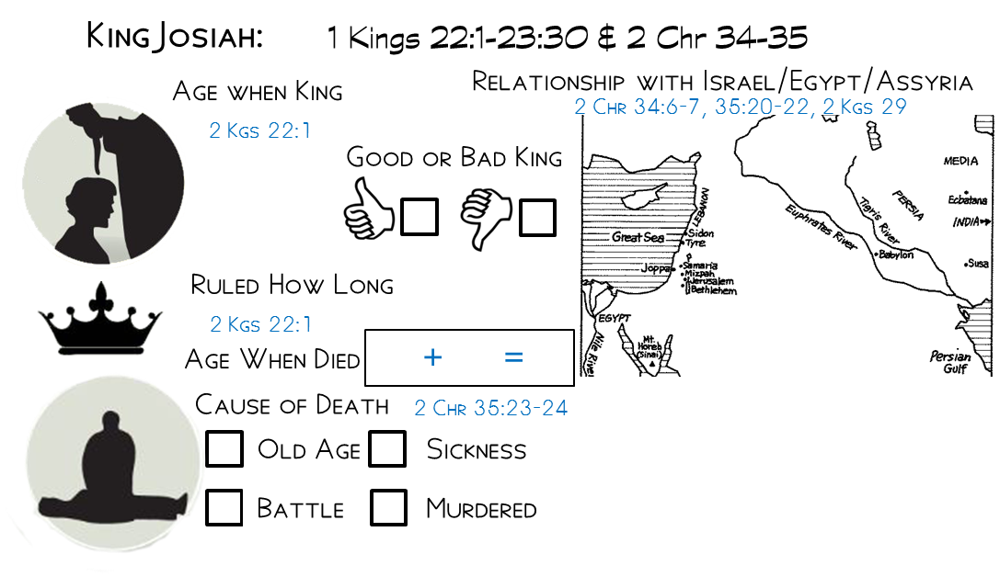 King Josiah: 1 Kings 22:1-23:30 & 2 Chr 34-35
Age when King
2 Kgs 22:1
Relationship with Israel/Egypt/Assyria
2 Chr 34:6-7, 35:20-22, 2 Kgs 29
Good or Bad King
Ruled How Long
2 Kgs 22:1
Age When Died
+ =
Cause of Death 2 Chr 35:23-24
Old Age
Sickness
Battle
Murdered
MEDIA
Ecbatana
PERSIA
INDIA
Tigris River
Euphrates River
Babylon
Susa
Persian
Gulf
LEBANON
Great Sea
Sidon
Tyre
Joppa
Samaria
Mizpah
Jerusalem
Bethlehem
EGYPT
Nile River
Mt.
Horeb
(Sinai)